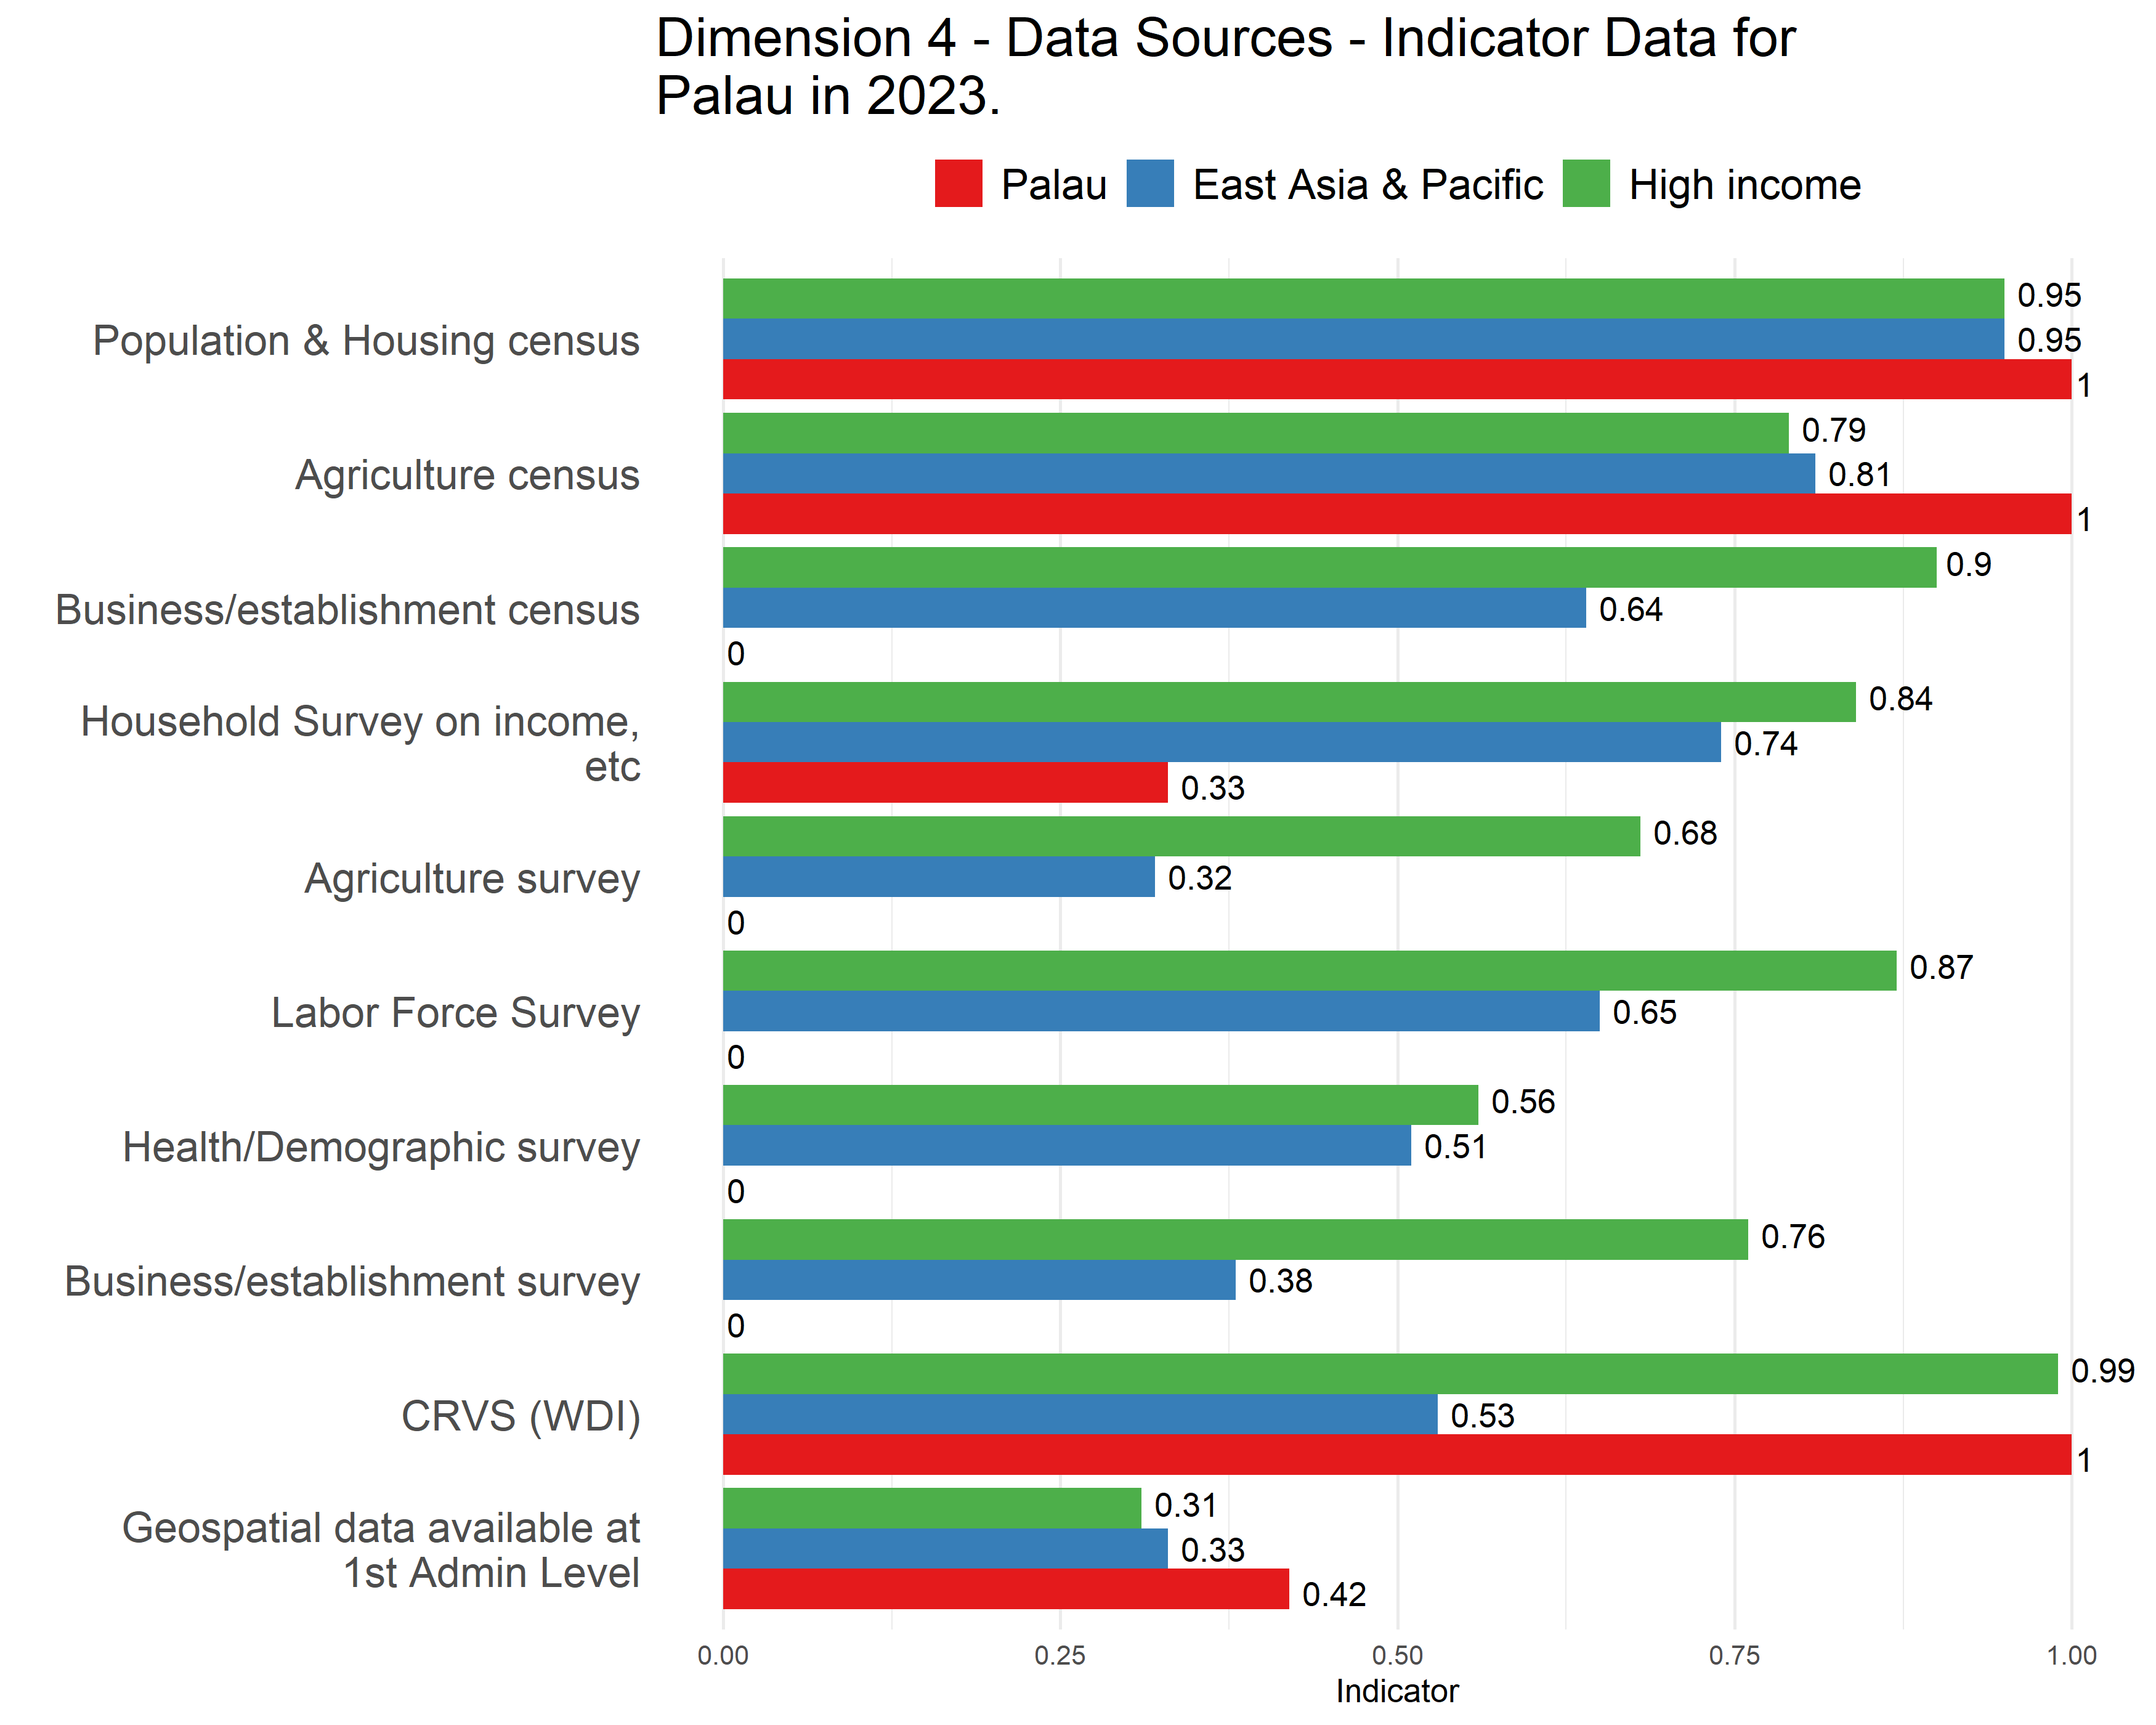 Dimension 4 - Data Sources - Indicator Data for
Palau in 2023.
Palau East Asia & Pacific High income
Population & Housing census
0.95
0.95
1
Agriculture census
0.79
0.81
1
Business/establishment census
0.9
0.64
0
Household Survey on income,
etc
0.84
0.74
0.33
Agriculture survey
0.68
0.32
0
Labor Force Survey
0.87
0.65
0
Health/Demographic survey
0.56
0.51
0
Business/establishment survey
0.76
0.38
0
CRVS (WDI)
0.99
0.53
1
Geospatial data available at
1st Admin Level
0.31
0.33
0.42
0.00 0.25 0.50 0.75 1.00
Indicator